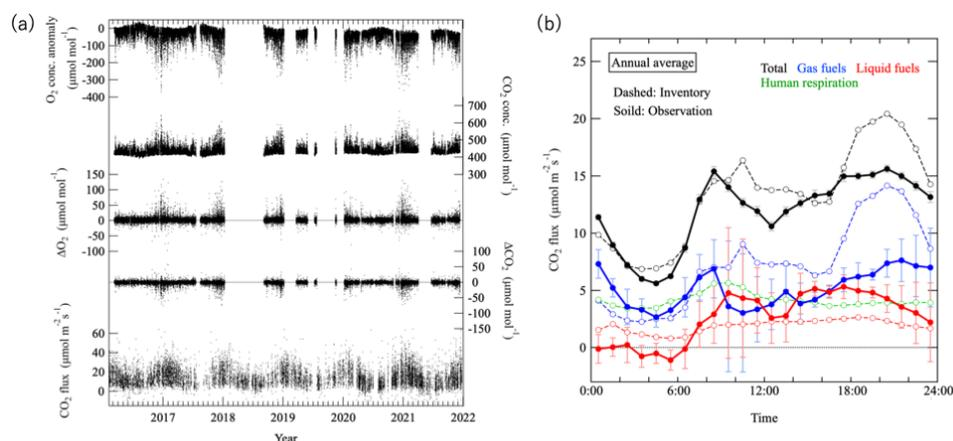 (a)
O2 conc. anomaly
(μmol mol-1)
0
-100
-200
-300
-400
CO2 conc. (μmol mol-1)
700
600
500
400
300
ΔO2 (μmol mol-1)
150
100
50
0
-50
-100
ΔCO2 (μmol mol-1)
100
50
0
-50
-100
-150
CO2 flux (μmol m-2 s-1)
60
40
20
0
2017 2018 2019 2020 2021 2022
Year
(b)
Annual average
Total Gas fuels Liquid fuels
Human respiration
Dashed: Inventory
Soild: Observation
CO2 flux (μmol m-2 s-1)
25
20
15
10
5
0
0:00 6:00 12:00 18:00 24:00
Time